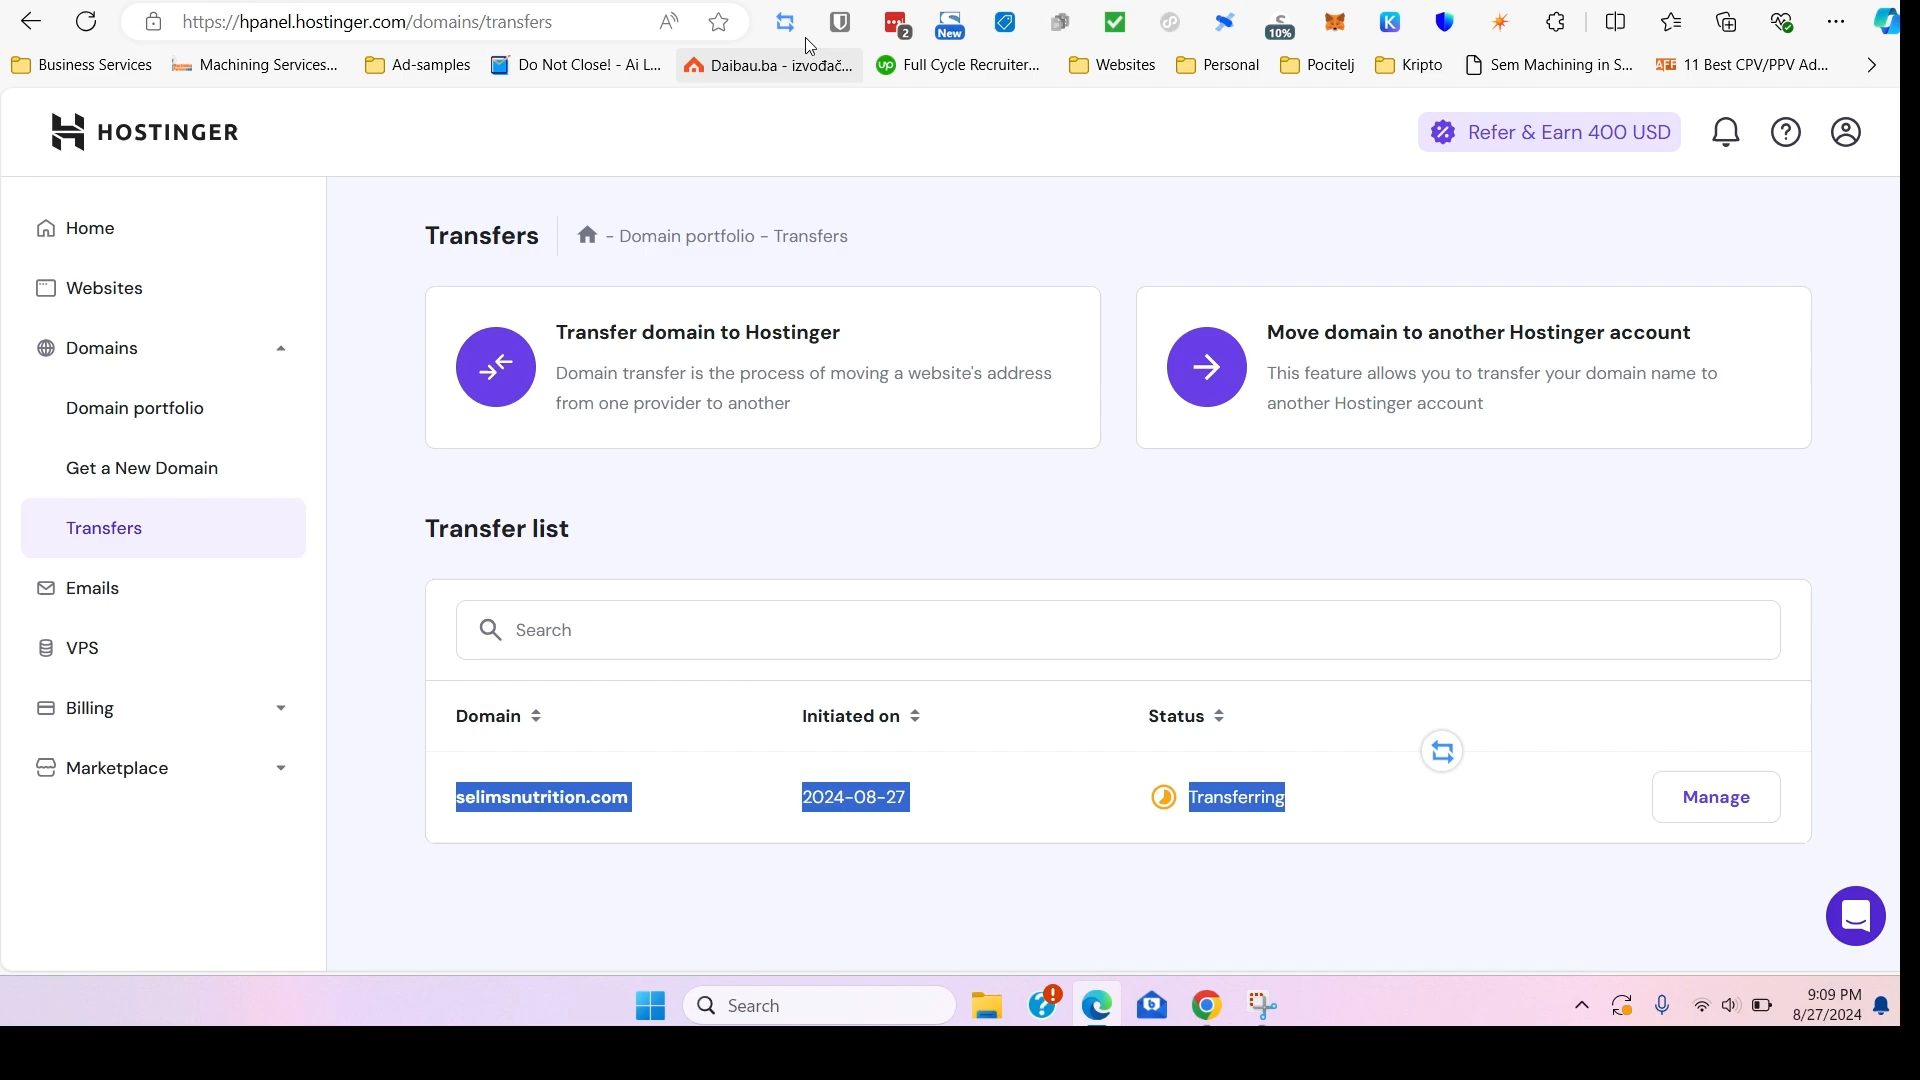 https://hpanel.hostinger.com/domains/transfers
2
New
10%
Business Services
Machining Services...
Ad-samples
Do Not Close! - Ai L...
Daibau.ba - izvođač...
up
Full Cycle Recruiter...
Websites
Personal
Pocitelj
Kripto
Sem Machining in S...
AFF
11 Best CPV/PPV Ad...
HOSTINGER
Refer & Earn 400 USD
Home
Websites
Domains
Domain portfolio
Get a New Domain
Transfers
Emails
VPS
Billing
Marketplace
Transfers
- Domain portfolio - Transfers
Transfer domain to Hostinger
Domain transfer is the process of moving a website's address
from one provider to another
Move domain to another Hostinger account
This feature allows you to transfer your domain name to
another Hostinger account
Transfer list
Search
Domain
Initiated on
Status
selimsnutrition.com
2024-08-27
Transferring
Manage
Search
9:09 PM
8/27/2024